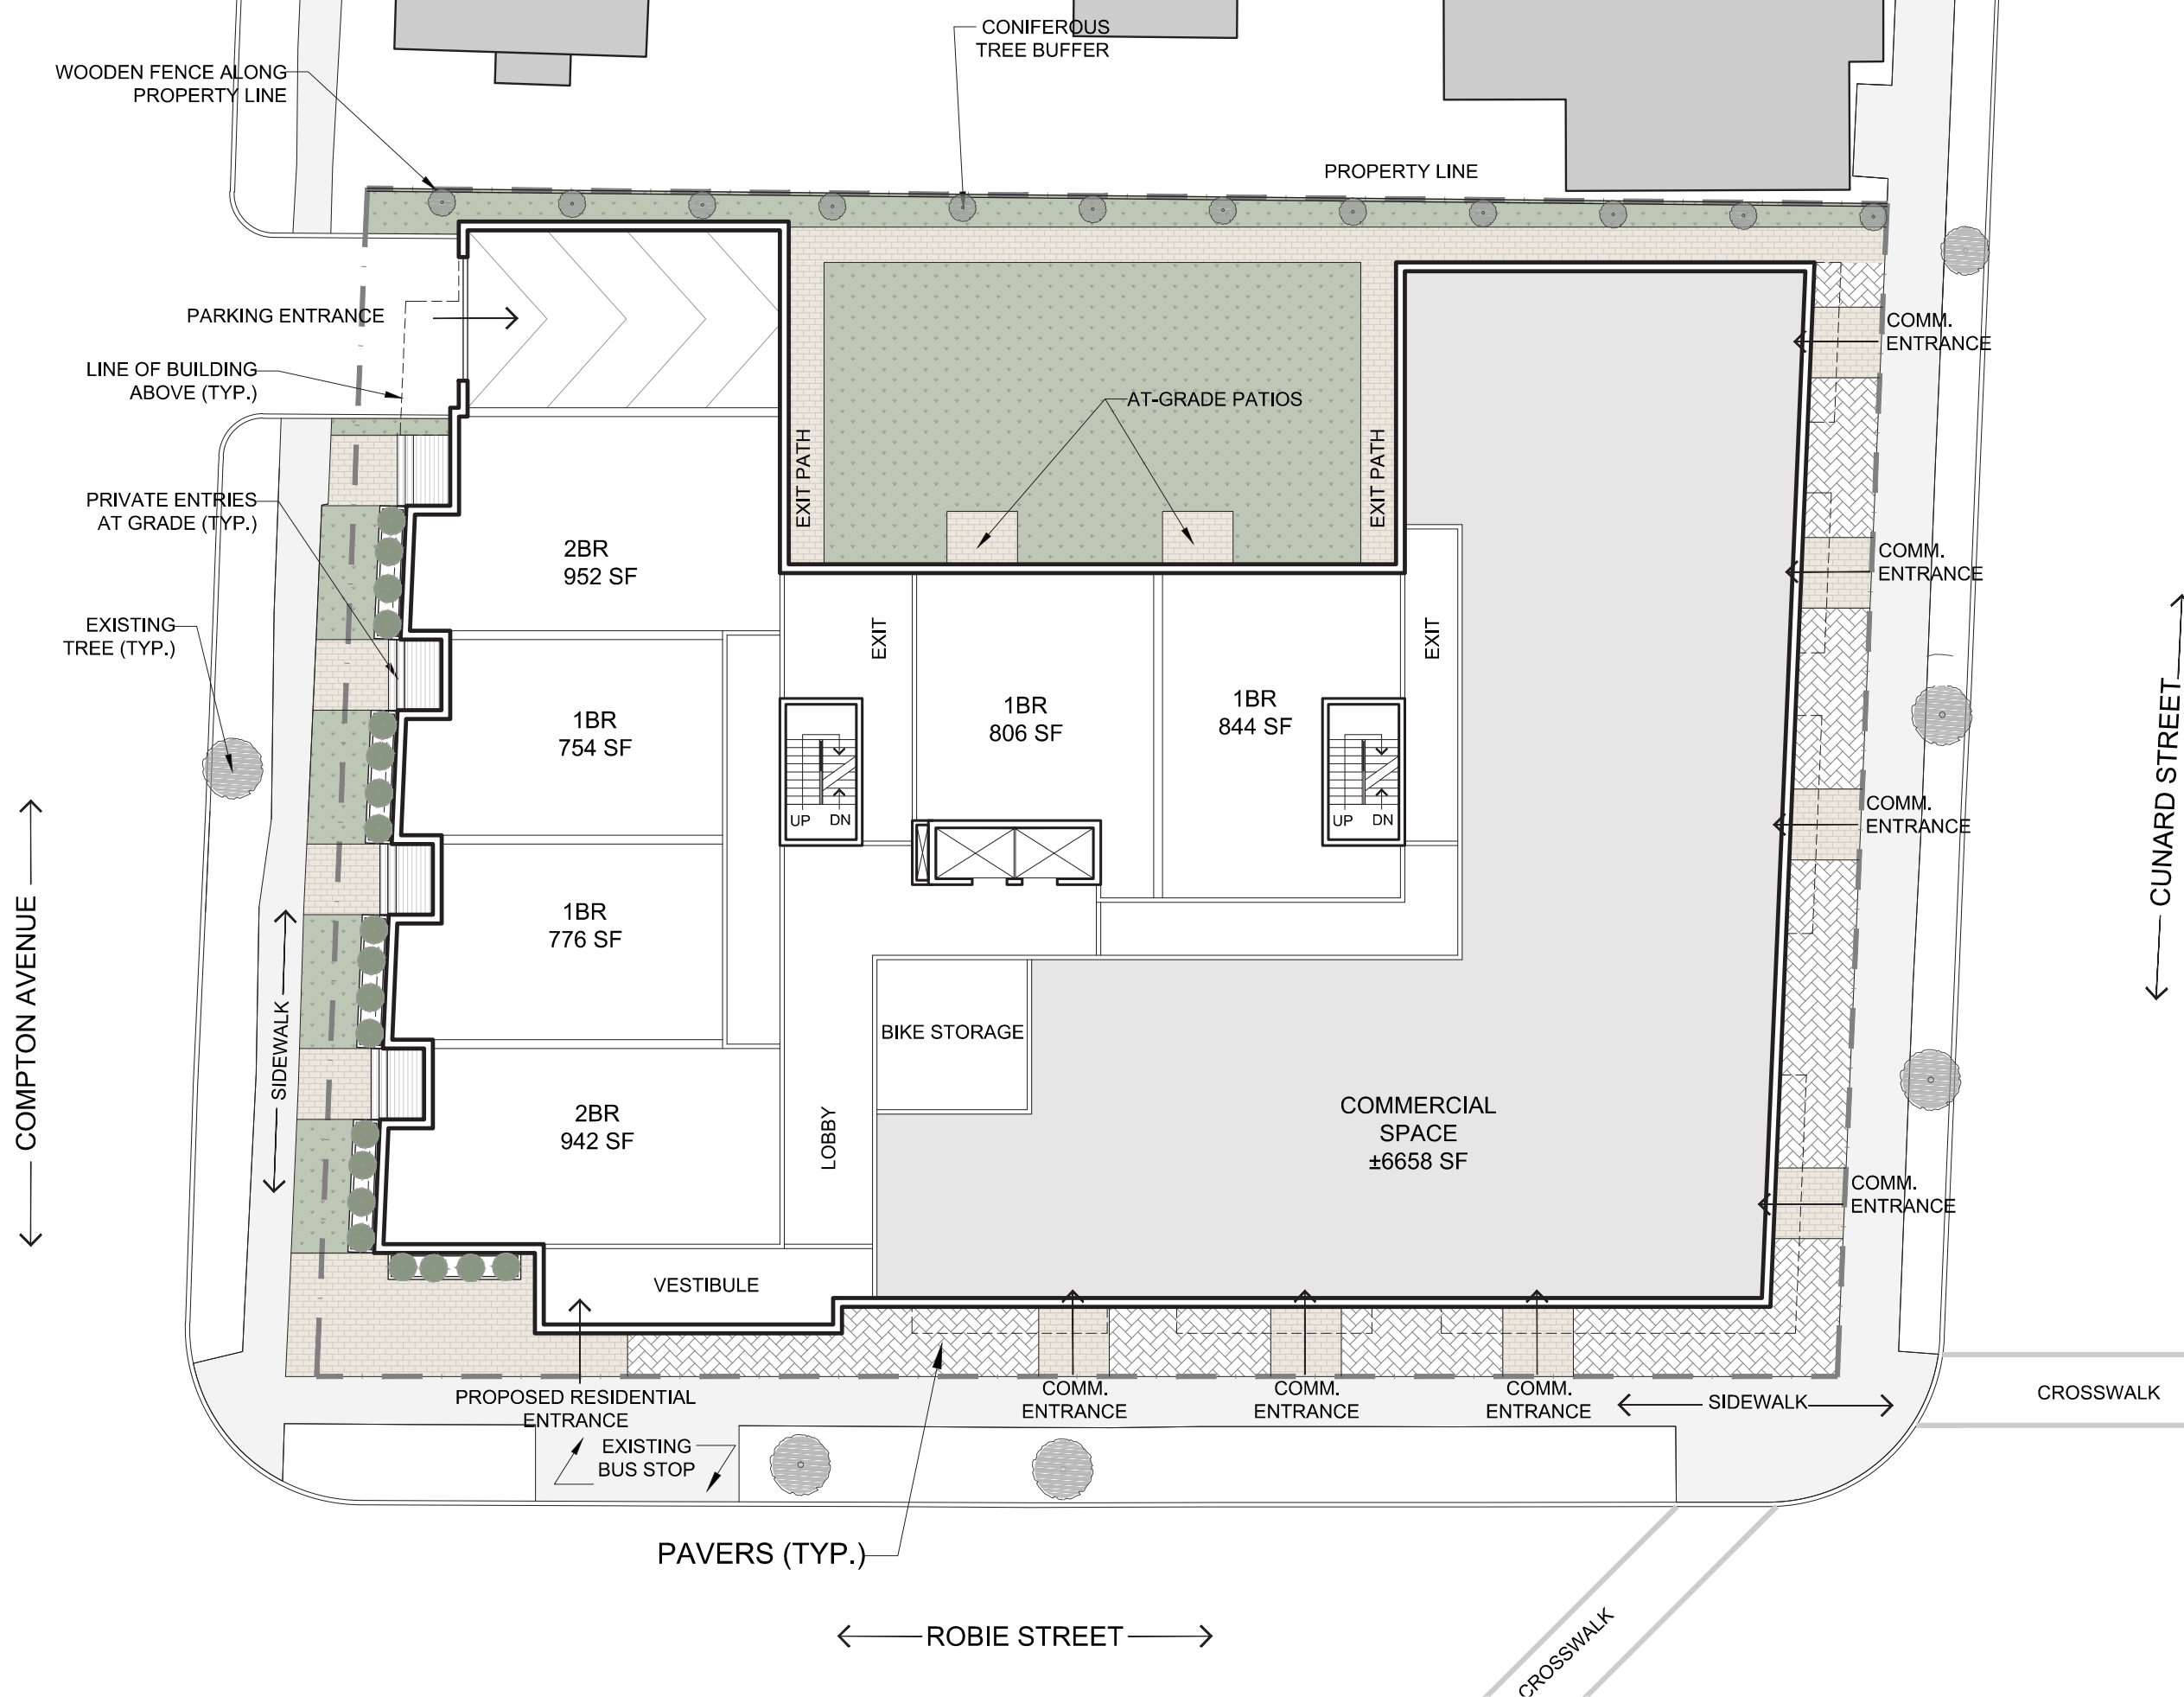 CONIFEROUS
TREE BUFFER
WOODEN FENCE ALONG
PROPERTY LINE
PROPERTY LINE
PARKING ENTRANCE
COMM.
ENTRANCE
LINE OF BUILDING
ABOVE (TYP.)
AT-GRADE PATIOS
EXIT PATH
EXIT PATH
PRIVATE ENTRIES
AT GRADE (TYP.)
2BR
952 SF
COMM.
ENTRANCE
EXISTING
TREE (TYP.)
EXIT
EXIT
1BR
754 SF
1BR
806 SF
1BR
844 SF
CUNARD STREET
UP
DN
UP
DN
COMM.
ENTRANCE
1BR
776 SF
COMPTON AVENUE
SIDEWALK
BIKE STORAGE
2BR
942 SF
LOBBY
COMMERCIAL
SPACE
±6658 SF
COMM.
ENTRANCE
VESTIBULE
PROPOSED RESIDENTIAL
ENTRANCE
COMM.
ENTRANCE
COMM.
ENTRANCE
COMM.
ENTRANCE
SIDEWALK
CROSSWALK
EXISTING
BUS STOP
PAVERS (TYP.)
ROBIE STREET
CROSSWALK